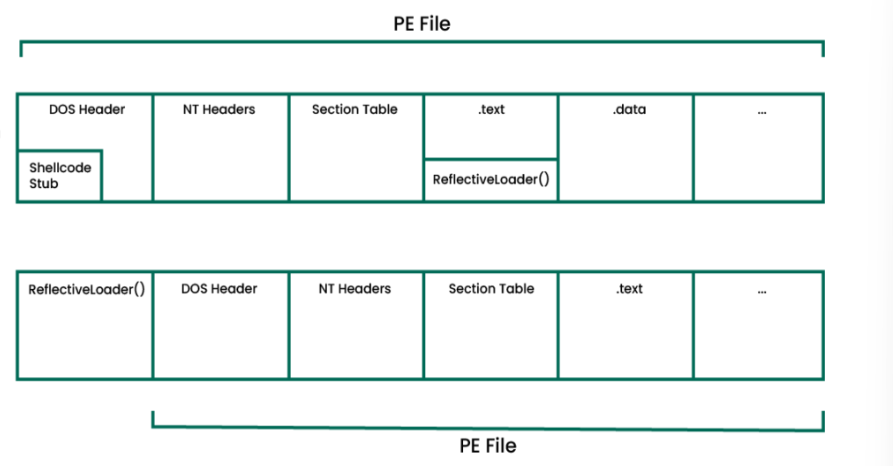 PE File
DOS Header
NT Headers
Section Table
.text
.data
...
Shellcode
Stub
ReflectiveLoader()
ReflectiveLoader()
DOS Header
NT Headers
Section Table
.text
...
PE File